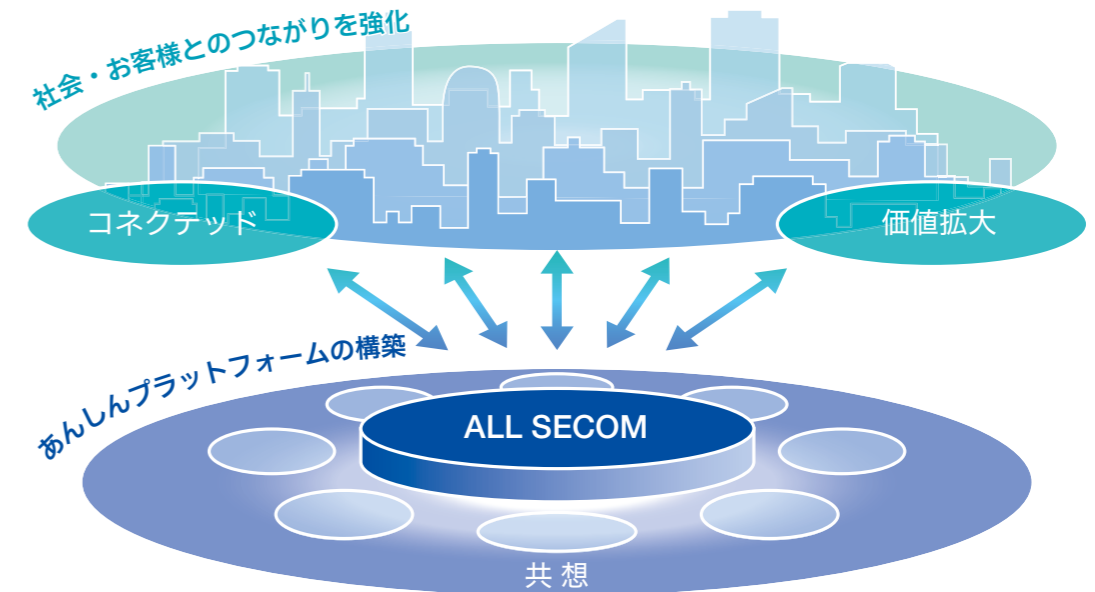 社会・お客様とのつながりを強化
コネクテッド
価値拡大
あんしんプラットフォームの構築
ALL SECOM
共想